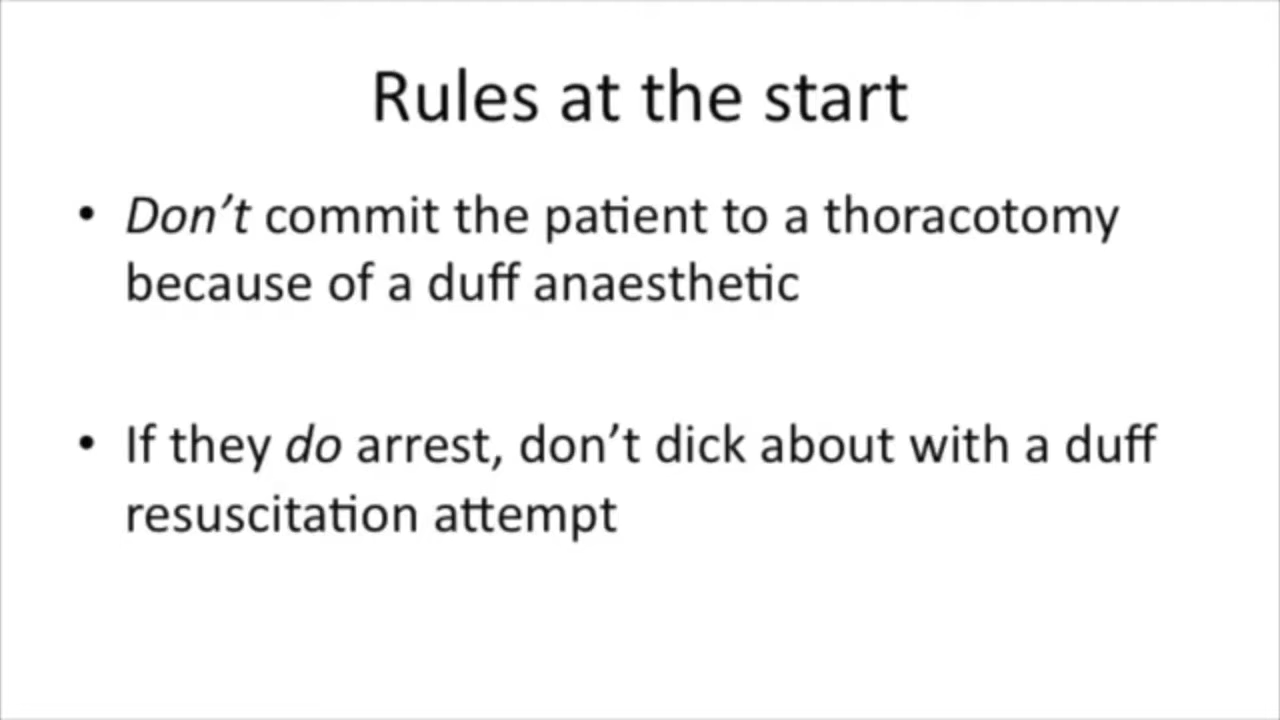 Rules at the start
• Don’t commit the patient to a thoracotomy
because of a duff anaesthetic
• If they do arrest, don’t dick about with a duff
resuscitation attempt